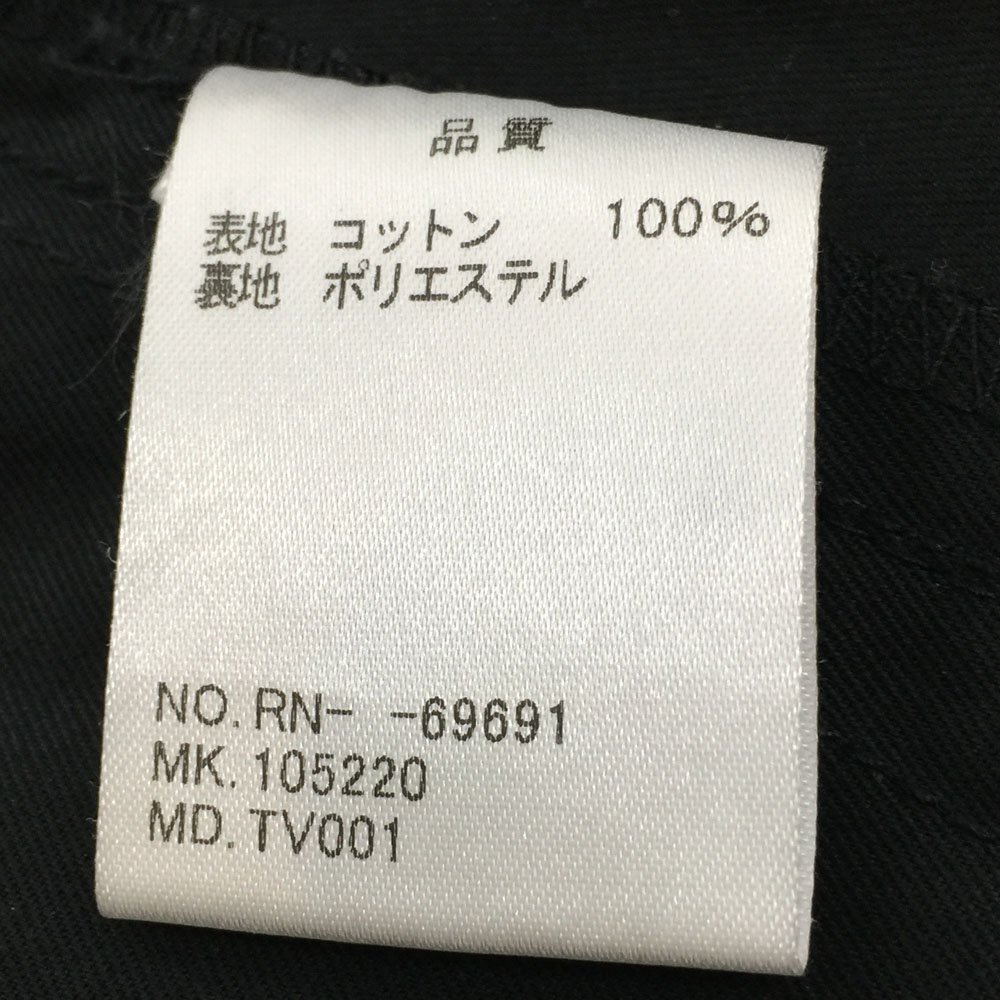 品質
表地 コットン 100%
裏地 ポリエステル
NO.RN- -69691
MK.105220
MD.TV001